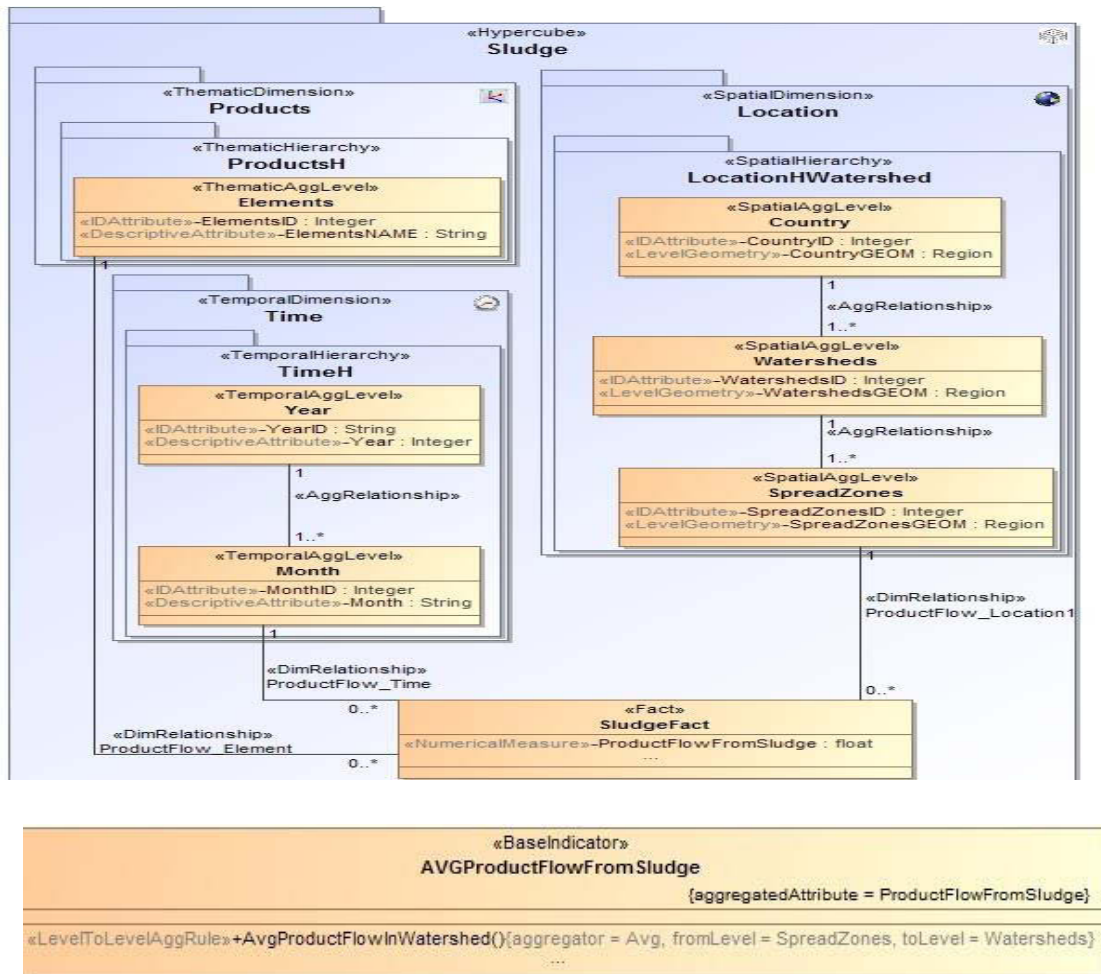 «Hypercube»
Sludge
«ThematicDimension»
Products
«ThematicHierarchy»
ProductsH
«ThematicAggLevel»
Elements
«IDAttribute»-ElementsID : Integer
«DescriptiveAttribute»-ElementsNAME : String
1
«TemporalDimension»
Time
«TemporalHierarchy»
TimeH
«TemporalAggLevel»
Year
«IDAttribute»-YearID : String
«DescriptiveAttribute»-Year : Integer
1
«AggRelationship»
1..*
«TemporalAggLevel»
Month
«IDAttribute»-MonthID : Integer
«DescriptiveAttribute»-Month : String
1
«DimRelationship»
ProductFlow_Time
0..*
«DimRelationship»
ProductFlow_Element
0..*
«SpatialDimension»
Location
«SpatialHierarchy»
LocationHWatershed
«SpatialAggLevel»
Country
«IDAttribute»-CountryID : Integer
«LevelGeometry»-CountryGEOM : Region
1
«AggRelationship»
1..*
«SpatialAggLevel»
Watersheds
«IDAttribute»-WatershedsID : Integer
«LevelGeometry»-WatershedsGEOM : Region
1
«AggRelationship»
1..*
«SpatialAggLevel»
SpreadZones
«IDAttribute»-SpreadZonesID : Integer
«LevelGeometry»-SpreadZonesGEOM : Region
1
«DimRelationship»
ProductFlow_Location1
0..*
«Fact»
SludgeFact
«NumericalMeasure»-ProductFlowFromSludge : float
...
«BaseIndicator»
AVGProductFlowFromSludge
{aggregatedAttribute = ProductFlowFromSludge}
«LevelToLevelAggRule»+AvgProductFlowInWatershed(){aggregator = Avg, fromLevel = SpreadZones, toLevel = Watersheds}
...